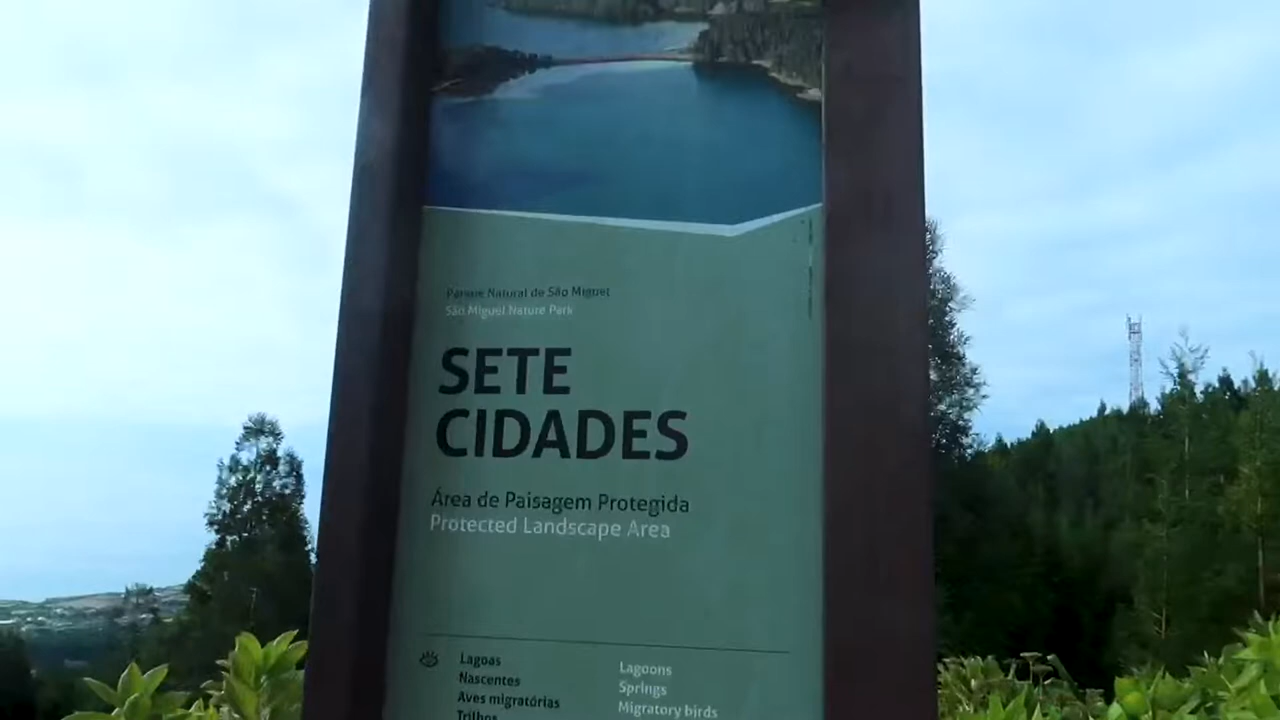 Parque Natural de São Miguel
São Miguel Nature Park
SETE
CIDADES
Área de Paisagem Protegida
Protected Landscape Area
Lagoas
Nascentes
Aves migratórias
Trilhos
Lagoons
Springs
Migratory birds